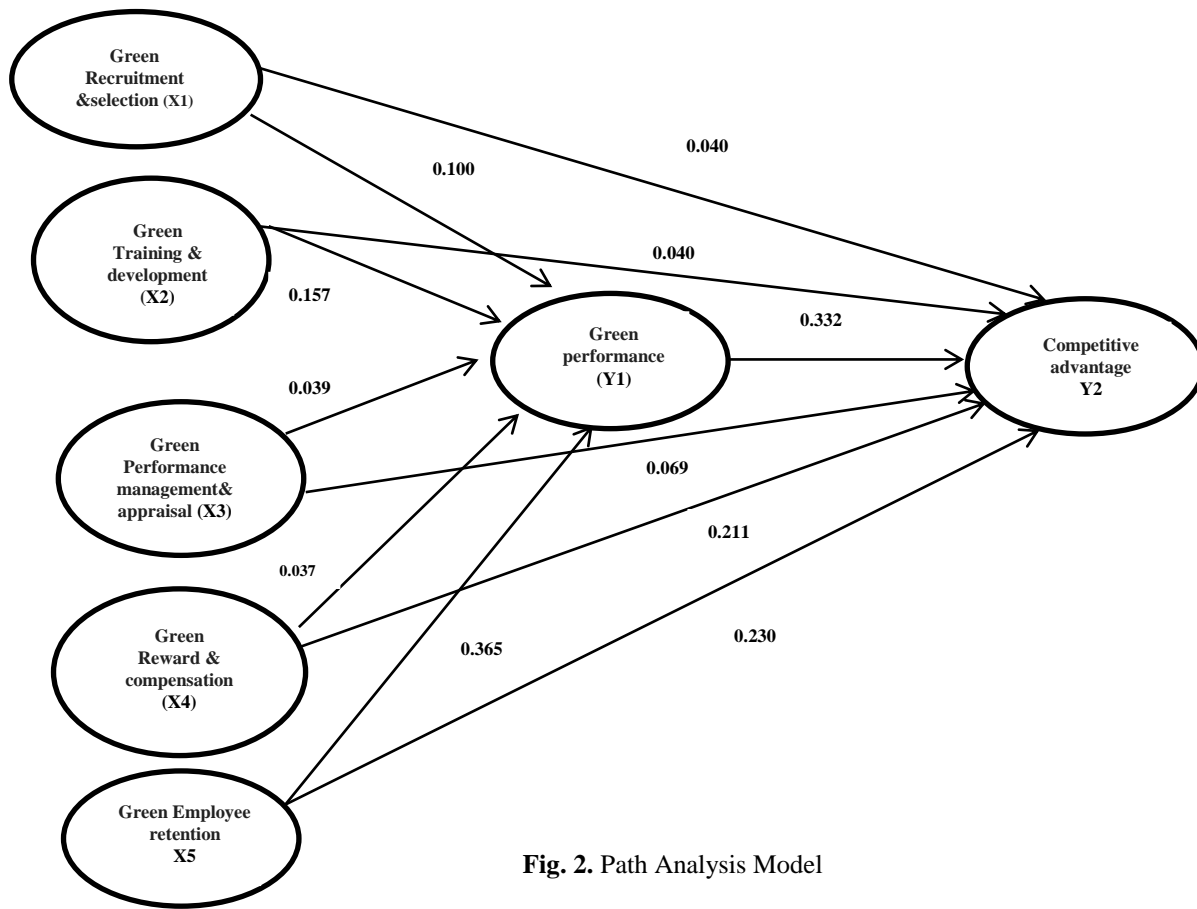 Green
Recruitment
&selection (X1)
0.040
0.100
Green
Training &
development
(X2)
0.040
0.157
0.332
Green
performance
(Y1)
Competitive
advantage
Y2
0.039
Green
Performance
management&
appraisal (X3)
0.069
0.211
0.037
Green
Reward &
compensation
(X4)
0.365
0.230
Green Employee
retention
X5
Fig. 2. Path Analysis Model